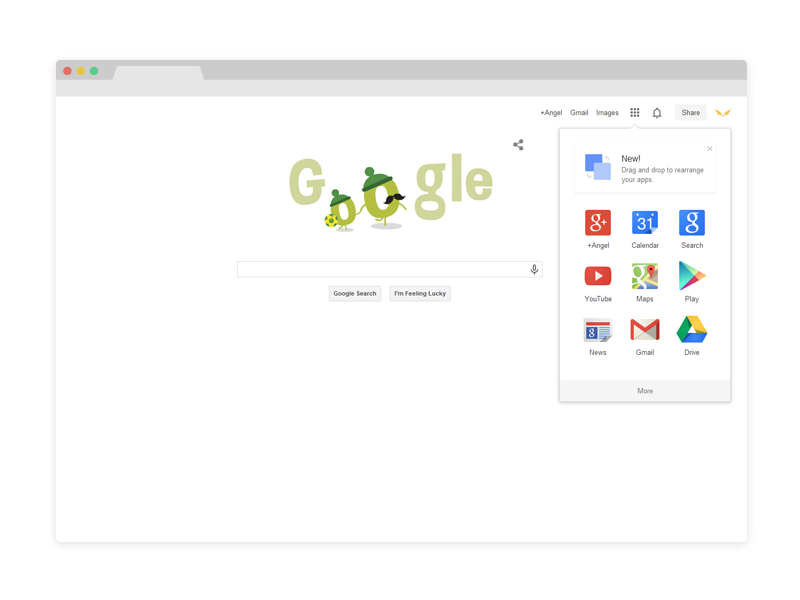 +Angel Gmail Images Share
New!
Drag and drop to rearrange
your apps.
Google
g+ 31 g
+Angel Calendar Search
Google Search I'm Feeling Lucky
g
YouTube Maps Play
g
News Gmail Drive
More